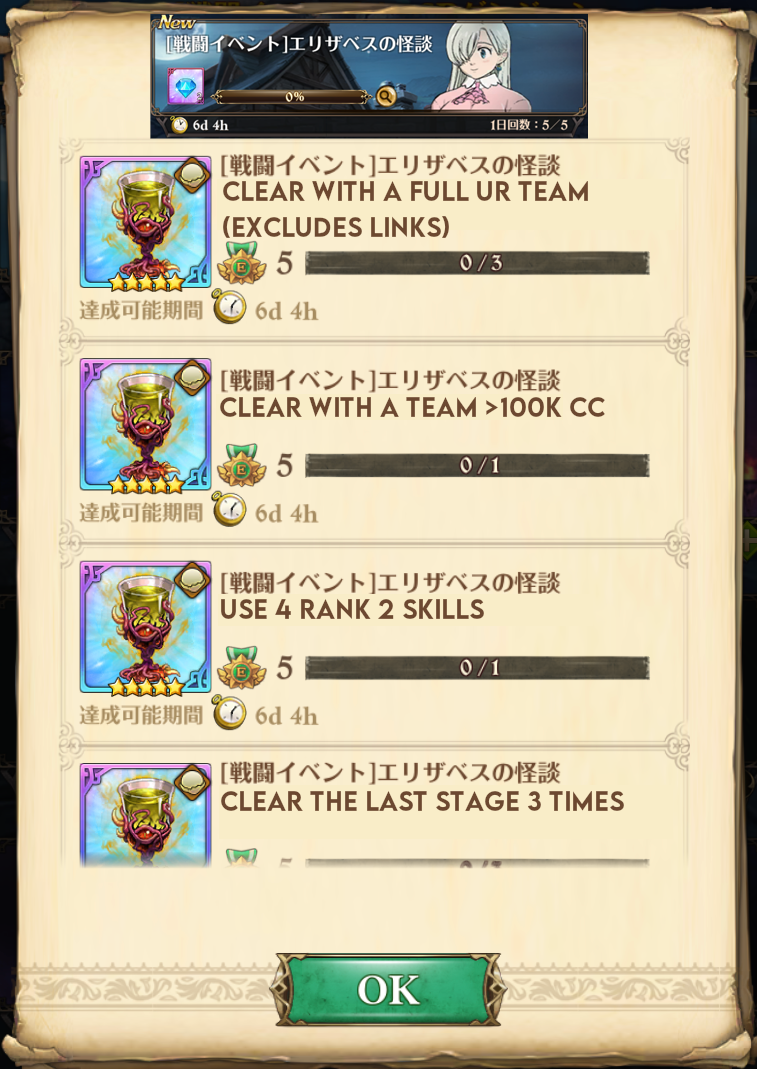 New
[戦闘イベント]エリザベスの怪談
0%
6d 4h
1日回数：5／5
[戦闘イベント]エリザベスの怪談
CLEAR WITH A FULL UR TEAM
(EXCLUDES LINKS)
E 5 0/3
達成可能期間 6d 4h
[戦闘イベント]エリザベスの怪談
CLEAR WITH A TEAM >100K CC
E 5 0/1
達成可能期間 6d 4h
[戦闘イベント]エリザベスの怪談
USE 4 RANK 2 SKILLS
E 5 0/1
達成可能期間 6d 4h
[戦闘イベント]エリザベスの怪談
CLEAR THE LAST STAGE 3 TIMES
OK